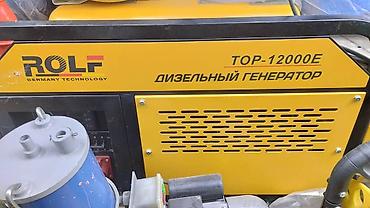 ROLF
GERMANY TECHNOLOGY
TOP-12000E
ДИЗЕЛЬНЫЙ ГЕНЕРАТОР